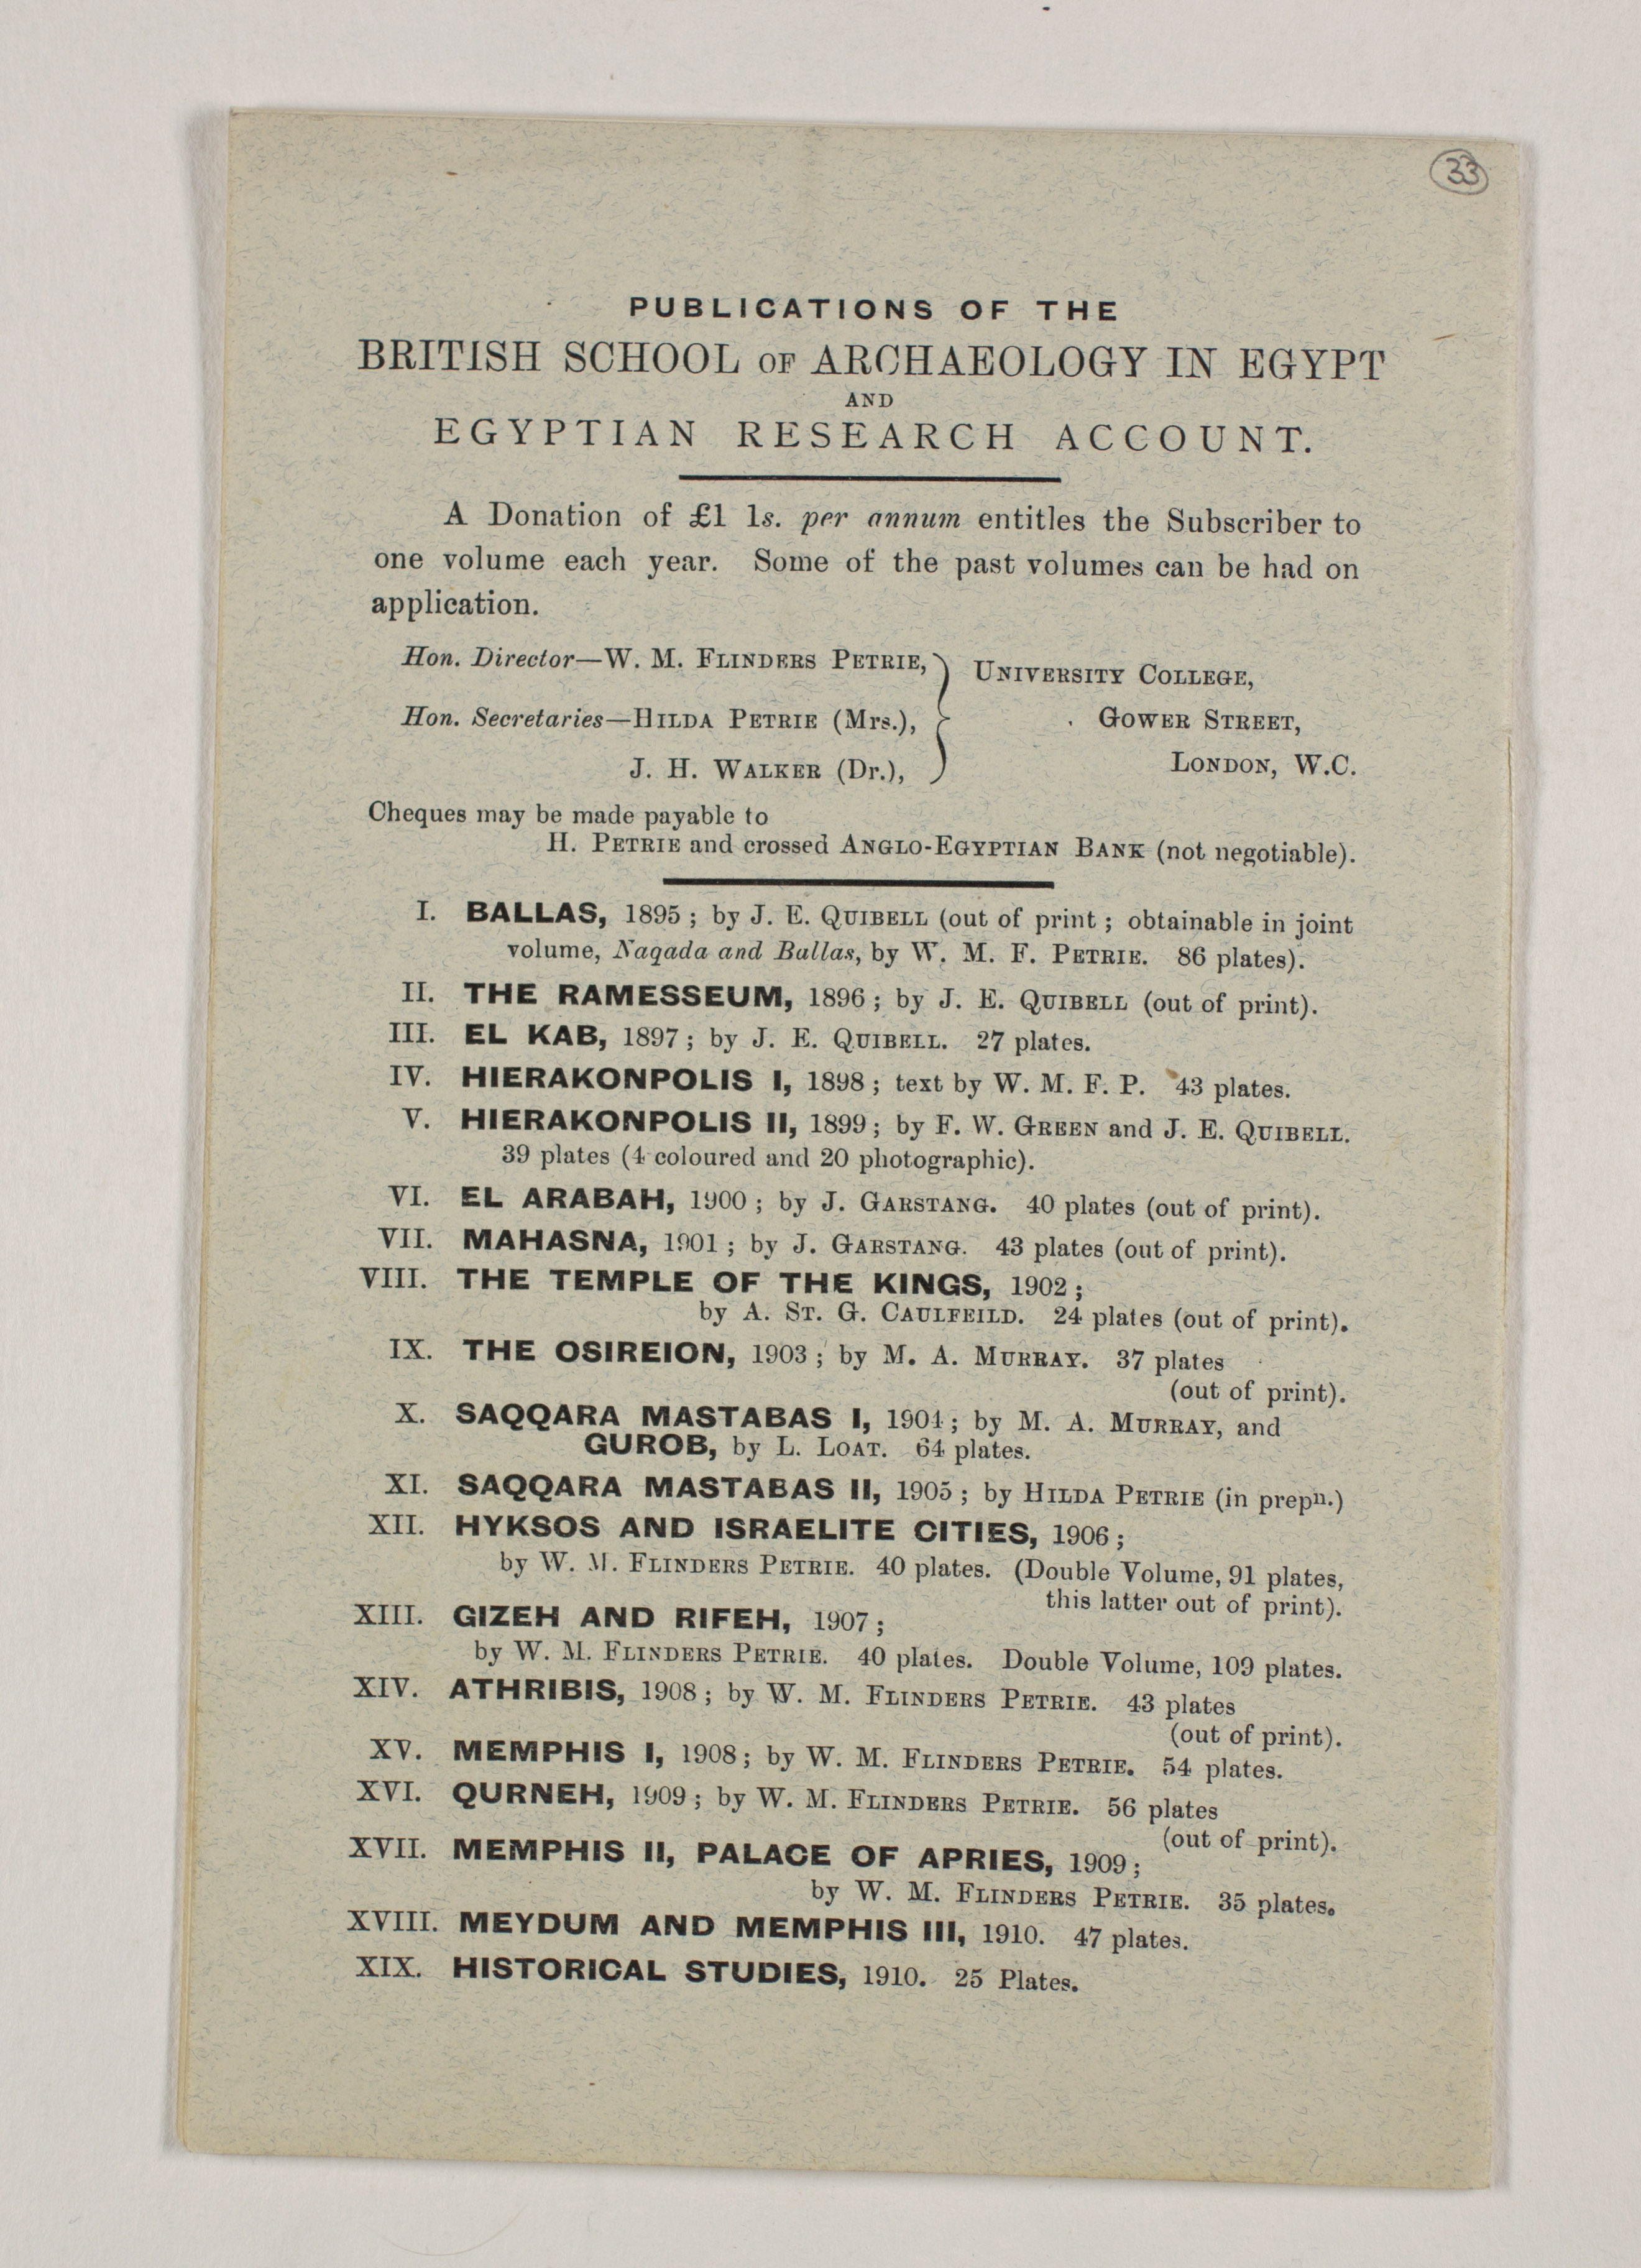 33
PUBLICATIONS OF THE
BRITISH SCHOOL OF ARCHAEOLOGY IN EGYPT
AND
EGYPTIAN RESEARCH ACCOUNT.
A Donation of £1 1s. per annum entitles the Subscriber to
one volume each year. Some of the past volumes can be had on
application.
Hon. Director—W. M. FLINDERS PETRIE, } UNIVERSITY COLLEGE,
Hon. Secretaries—HILDA PETRIE (Mrs.), GOWER STREET,
J. H. WALKER (Dr.), LONDON, W.C.
Cheques may be made payable to
H. PETRIE and crossed ANGLO-EGYPTIAN BANK (not negotiable).
I. BALLAS, 1895; by J. E. QUIBELL (out of print; obtainable in joint
volume, Naqada and Ballas, by W. M. F. PETRIE. 86 plates).
II. THE RAMESSEUM, 1896; by J. E. QUIBELL (out of print).
III. EL KAB, 1897; by J. E. QUIBELL. 27 plates.
IV. HIERAKONPOLIS I, 1898; text by W. M. F. P. 43 plates.
V. HIERAKONPOLIS II, 1899; by F. W. GREEN and J. E. QUIBELL.
39 plates (4 coloured and 20 photographic).
VI. EL ARABAH, 1900; by J. GARSTANG. 40 plates (out of print).
VII. MAHASNA, 1901; by J. GARSTANG. 43 plates (out of print).
VIII. THE TEMPLE OF THE KINGS, 1902;
by A. ST. G. CAULFEILD. 24 plates (out of print).
IX. THE OSIREION, 1903; by M. A. MURRAY. 37 plates
(out of print).
X. SAQQARA MASTABAS I, 1904; by M. A. MURRAY, and
GUROB, by L. LOAT. 64 plates.
XI. SAQQARA MASTABAS II, 1905; by HILDA PETRIE (in prepn.)
XII. HYKSOS AND ISRAELITE CITIES, 1906;
by W. M. FLINDERS PETRIE. 40 plates. (Double Volume, 91 plates,
this latter out of print).
XIII. GIZEH AND RIFEH, 1907;
by W. M. FLINDERS PETRIE. 40 plates. Double Volume, 109 plates.
XIV. ATHRIBIS, 1908; by W. M. FLINDERS PETRIE. 43 plates
(out of print).
XV. MEMPHIS I, 1908; by W. M. FLINDERS PETRIE. 54 plates.
XVI. QURNEH, 1909; by W. M. FLINDERS PETRIE. 56 plates
(out of print).
XVII. MEMPHIS II, PALACE OF APRIES, 1909;
by W. M. FLINDERS PETRIE. 35 plates.
XVIII. MEYDUM AND MEMPHIS III, 1910. 47 plates.
XIX. HISTORICAL STUDIES, 1910. 25 Plates.